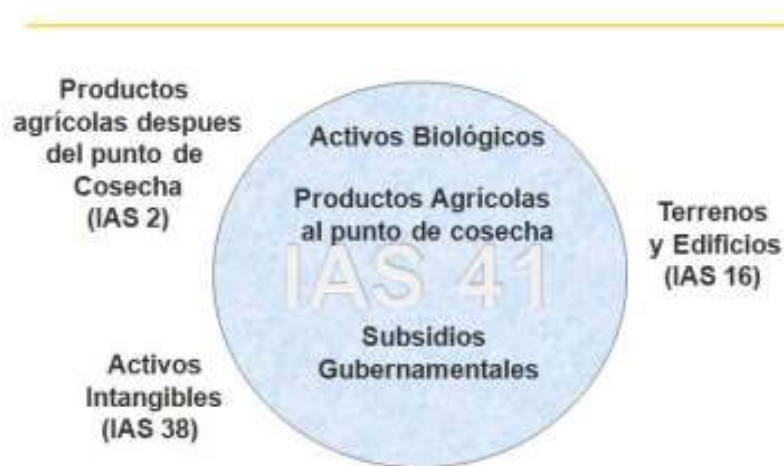 Productos
agrícolas despues
del punto de
Cosecha
(IAS 2)
Activos Biológicos
Productos Agrícolas
al punto de cosecha
IAS 41
Subsidios
Gubernamentales
Terrenos
y Edificios
(IAS 16)
Activos
Intangibles
(IAS 38)